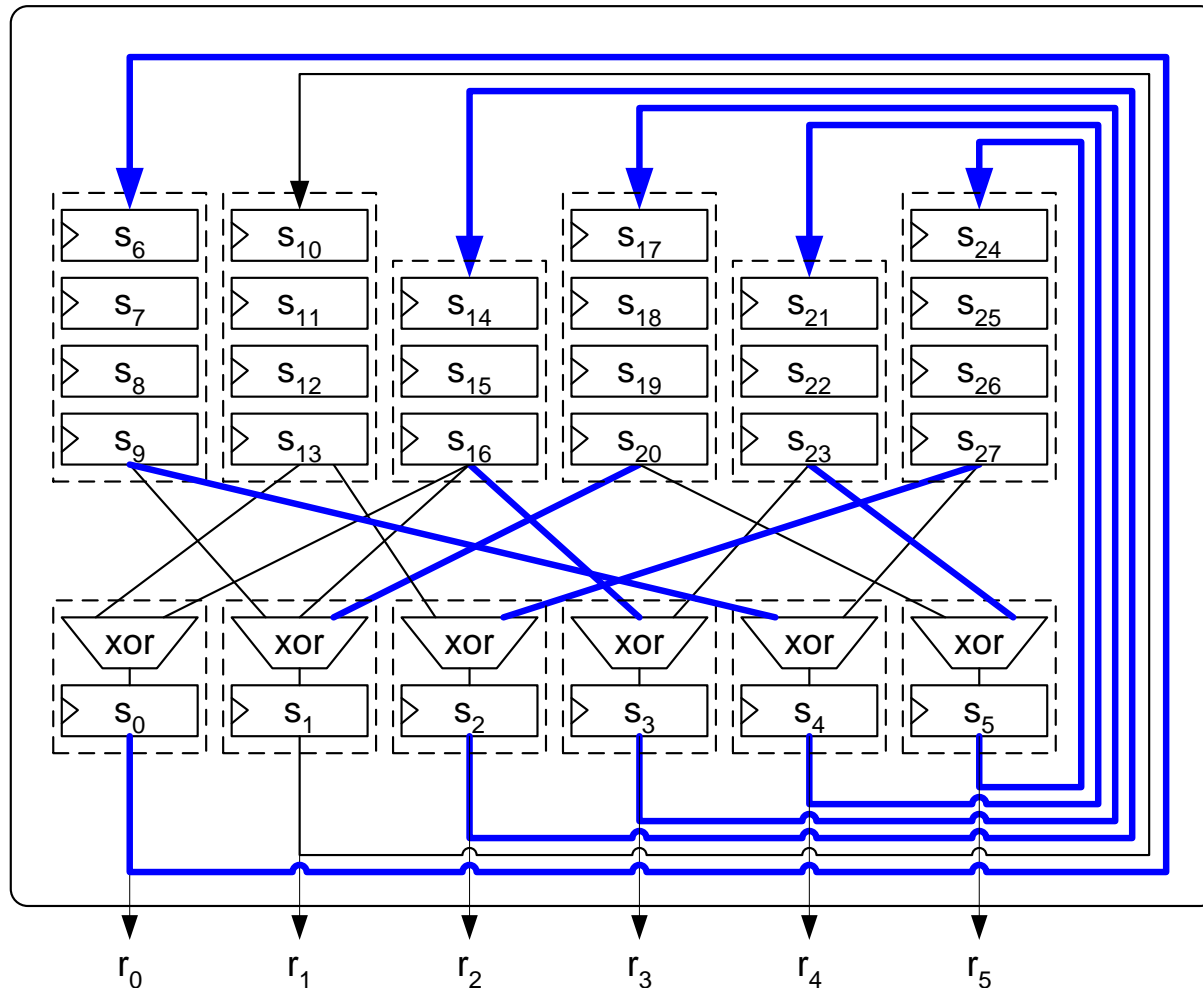 s6 s10 s17 s24
s7 s11 s14 s18 s21 s25
s8 s12 s15 s19 s22 s26
s9 s13 s16 s20 s23 s27
xor xor xor xor xor xor
s0 s1 s2 s3 s4 s5
r0 r1 r2 r3 r4 r5